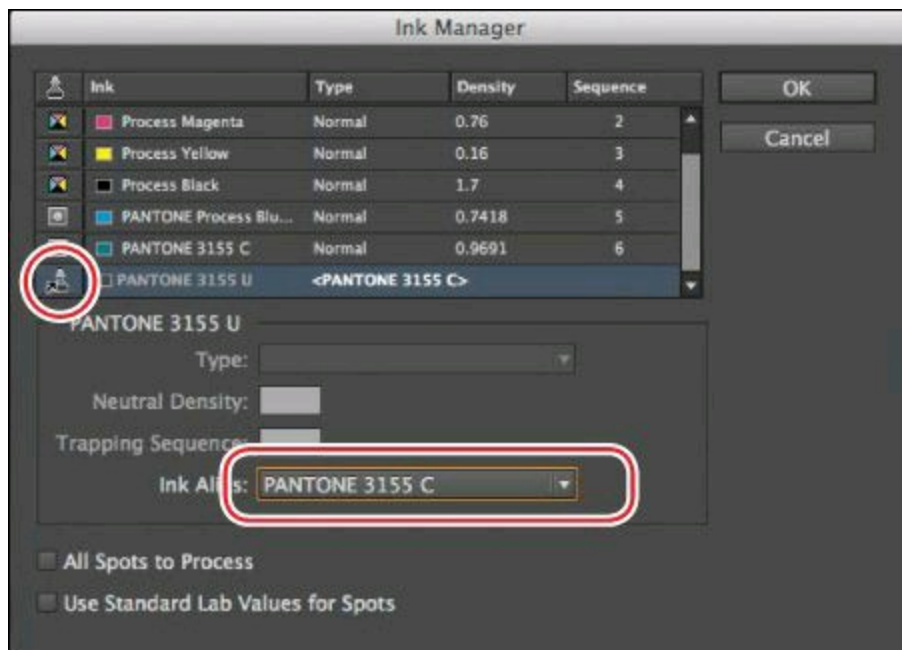 Ink Manager
Ink Type Density Sequence OK
Process Magenta Normal 0.76 2
Process Yellow Normal 0.16 3 Cancel
Process Black Normal 1.7 4
PANTONE Process Blu... Normal 0.7418 5
PANTONE 3155 C Normal 0.9691 6
PANTONE 3155 U <PANTONE 3155 C>
PANTONE 3155 U
Type:
Neutral Density:
Trapping Sequence:
Ink Alias: PANTONE 3155 C
All Spots to Process
Use Standard Lab Values for Spots